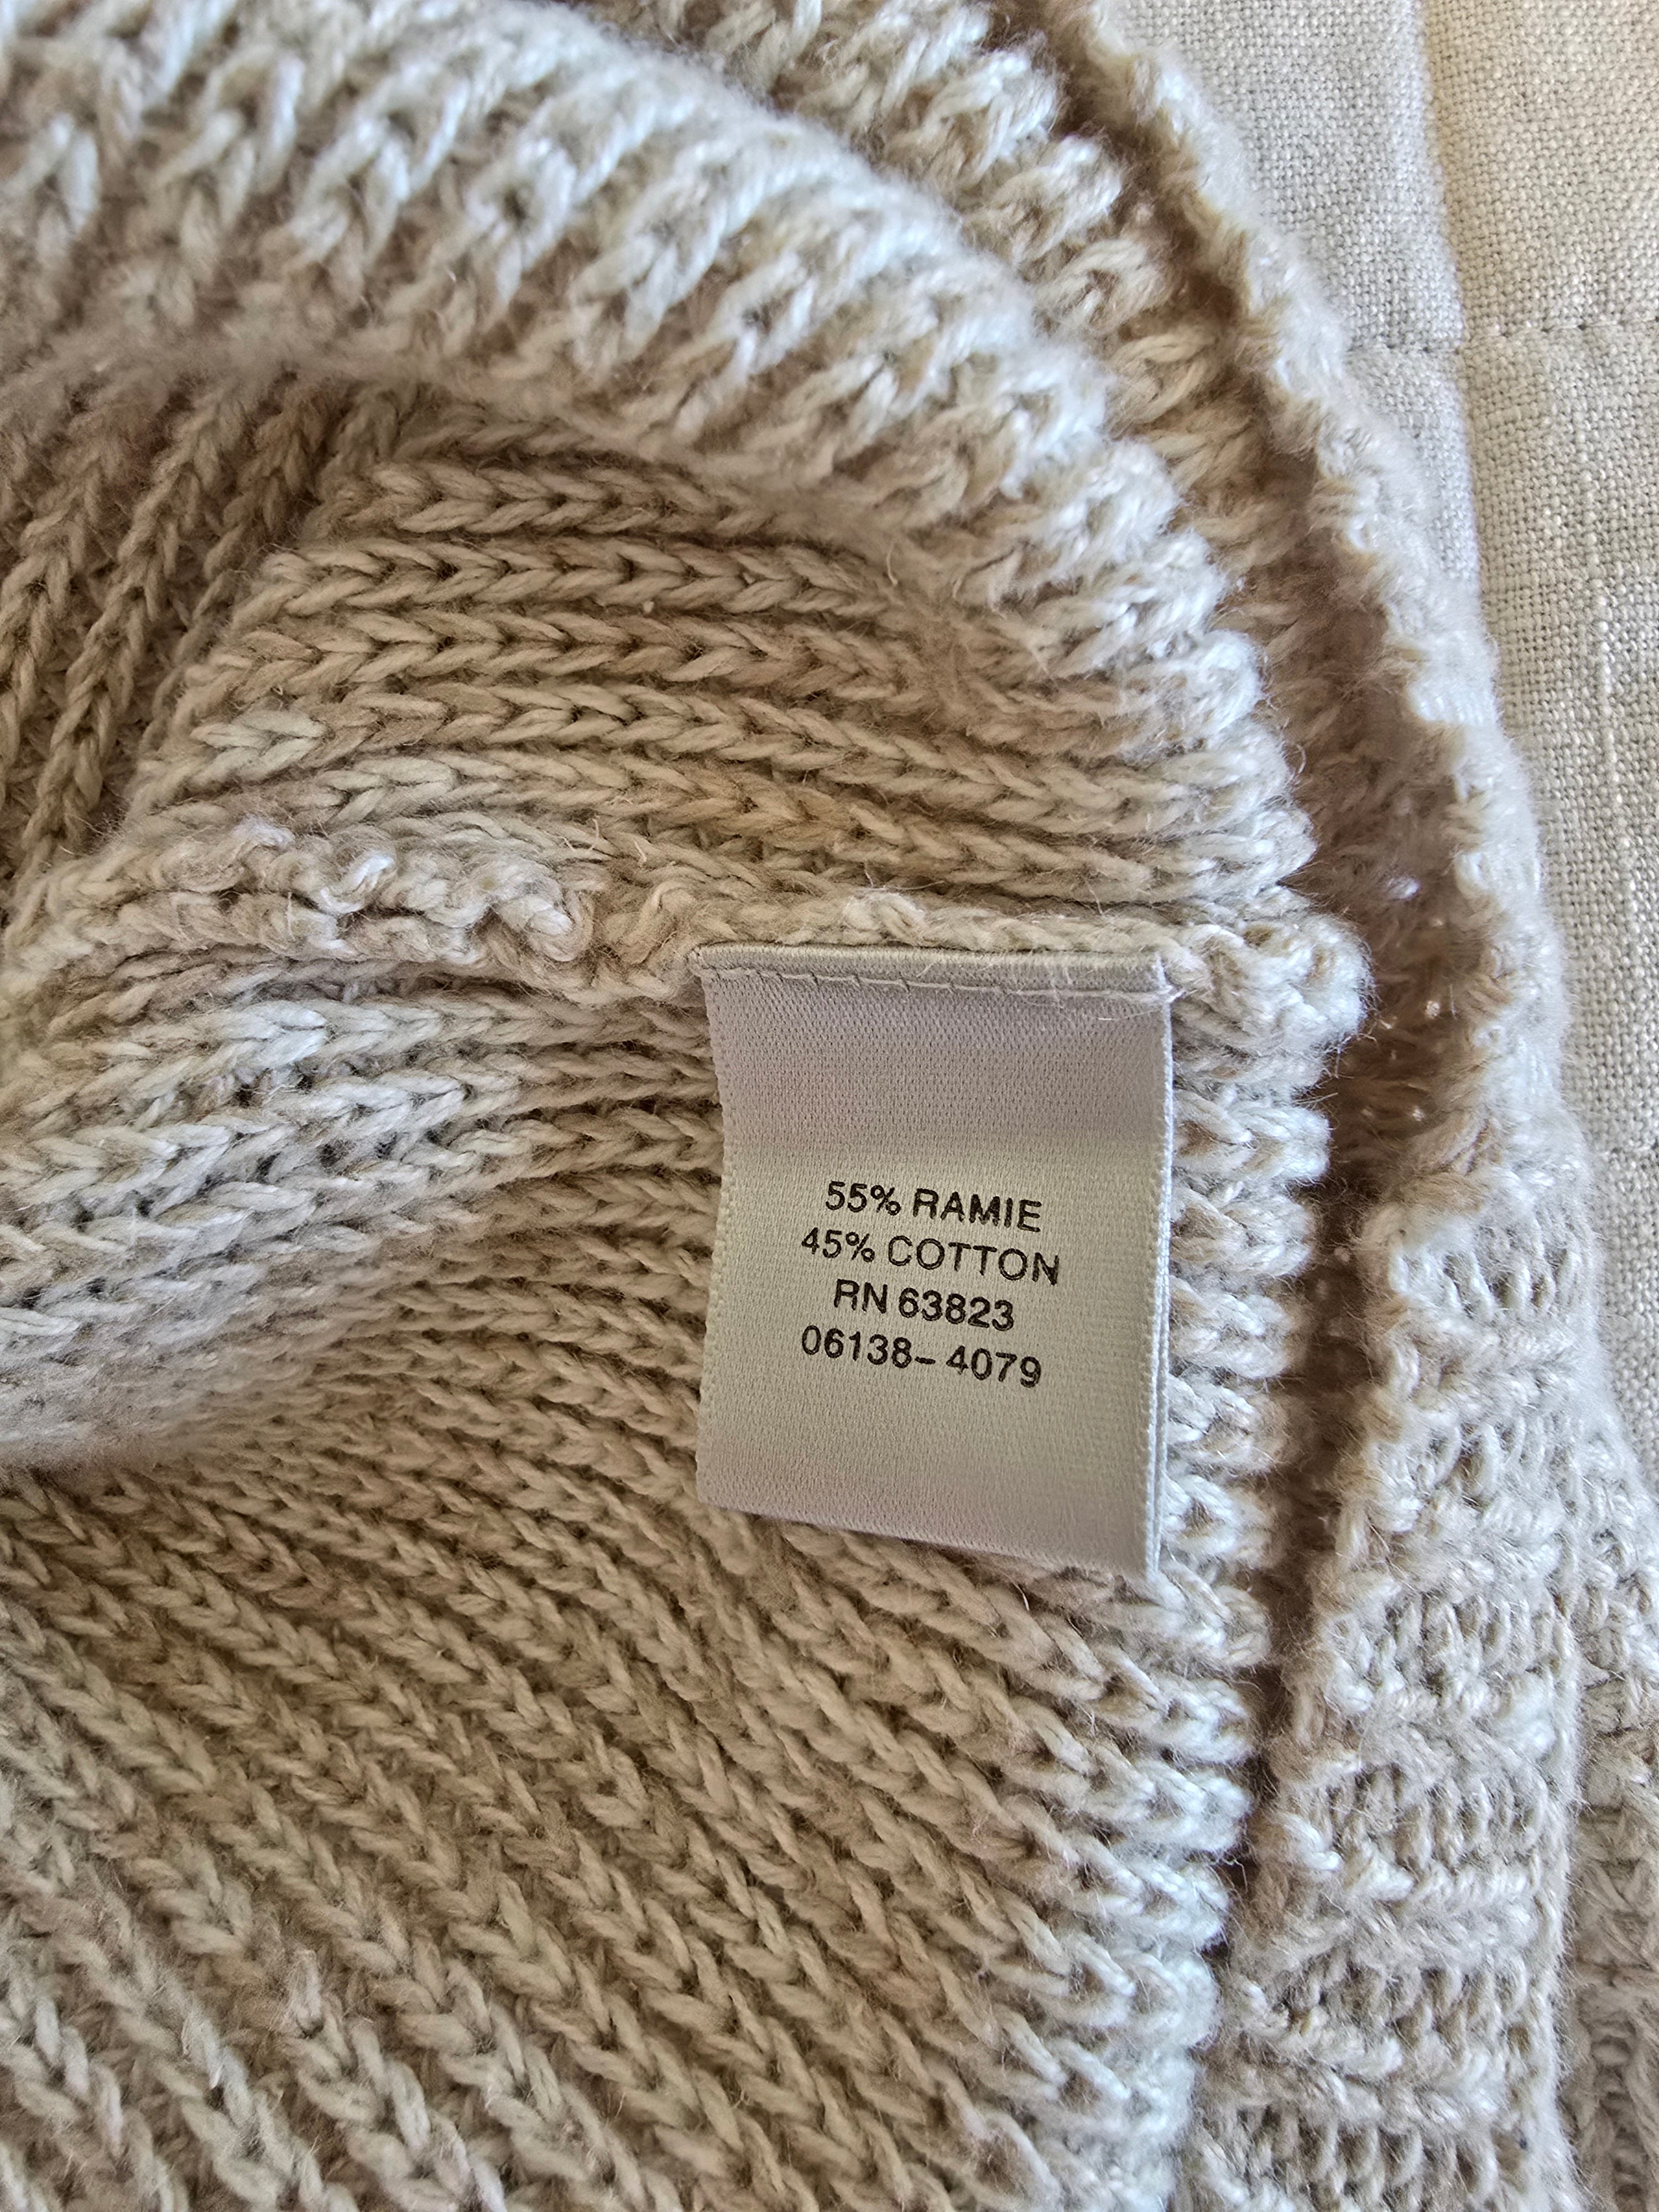 55% RAMIE
45% COTTON
RN 63823
06138-4079